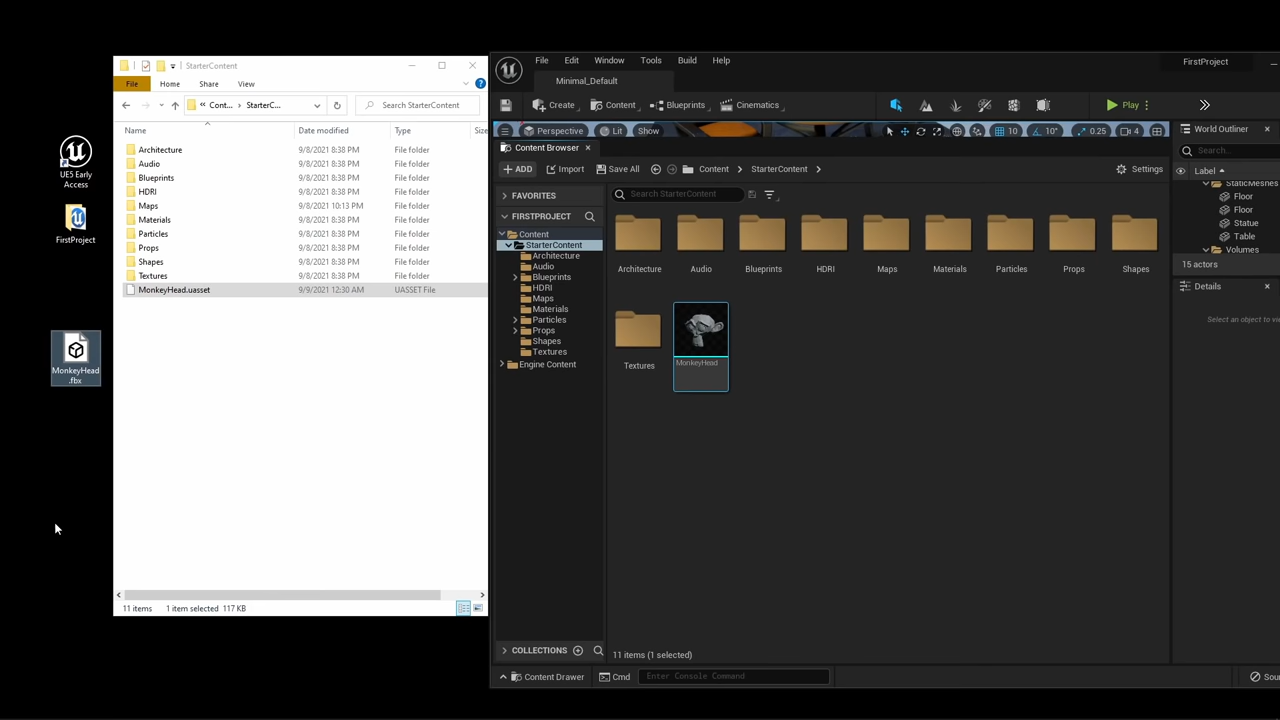 UE5 Early
Access
FirstProject
MonkeyHead
.fbx
StarterContent
File
Home
Share
View
Cont...
StarterC...
Search StarterContent
Name
Date modified
Type
Size
Architecture
9/8/2021 8:38 PM
File folder
Audio
9/8/2021 8:38 PM
File folder
Blueprints
9/8/2021 8:38 PM
File folder
HDRI
9/8/2021 8:38 PM
File folder
Maps
9/8/2021 10:13 PM
File folder
Materials
9/8/2021 8:38 PM
File folder
Particles
9/8/2021 8:38 PM
File folder
Props
9/8/2021 8:38 PM
File folder
Shapes
9/8/2021 8:38 PM
File folder
Textures
9/8/2021 8:38 PM
File folder
MonkeyHead.uasset
9/9/2021 12:30 AM
UASSET File
11 items
1 item selected 117 KB
File
Edit
Window
Tools
Build
Help
FirstProject
Minimal_Default
Create
Content
Blueprints
Cinematics
Play
Perspective
Lit
Show
10
10°
0.25
4
Content Browser
ADD
Import
Save All
Content
StarterContent
Settings
FAVORITES
FIRSTPROJECT
Content
StarterContent
Architecture
Audio
Blueprints
HDRI
Maps
Materials
Particles
Props
Shapes
Textures
Engine Content
COLLECTIONS
Search StarterContent
Architecture
Audio
Blueprints
HDRI
Maps
Materials
Particles
Props
Shapes
Textures
MonkeyHead
11 items (1 selected)
World Outliner
Search...
Label
StaticMeshes
Floor
Floor
Statue
Table
Volumes
15 actors
Details
Select an object to vie
Content Drawer
Cmd
Enter Console Command
Sou